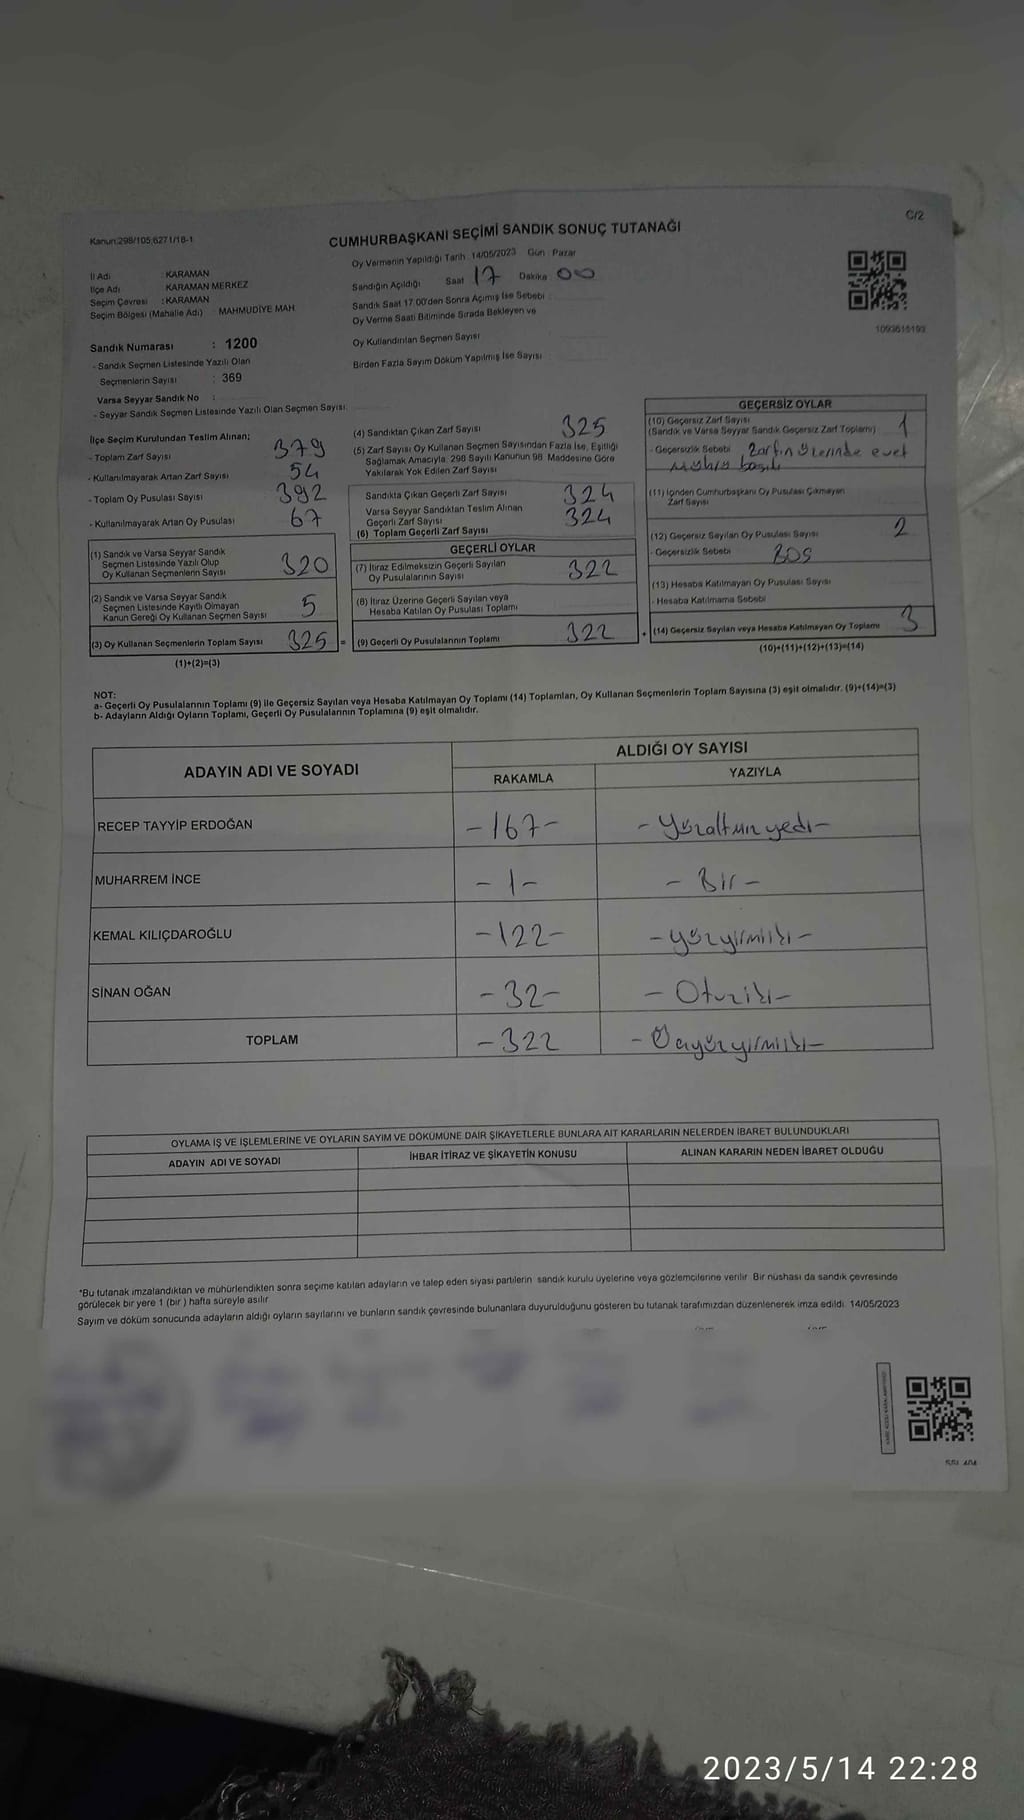 C/2
Kanun:298/105,6271/18-1
CUMHURBAŞKANI SEÇİMİ SANDIK SONUÇ TUTANAĞI
İl Adı : KARAMAN
İlçe Adı : KARAMAN MERKEZ
Seçim Çevresi : KARAMAN
Seçim Bölgesi (Mahalle Adı) : MAHMUDİYE MAH
Sandık Numarası : 1200
- Sandık Seçmen Listesinde Yazılı Olan
Seçmenlerin Sayısı : 369
Varsa Seyyar Sandık No :
- Seyyar Sandık Seçmen Listesinde Yazılı Olan Seçmen Sayısı:
Oy Vermenin Yapıldığı Tarih 14/05/2023 Gün Pazar
Sandığın Açıldığı Saat 17 Dakika 00
Sandık Saat 17.00'den Sonra Açımış İse Sebebi
Oy Verme Saati Bitiminde Sırada Bekleyen ve
Oy Kullandırılan Seçmen Sayısı
Birden Fazla Sayım Döküm Yapılmış İse Sayısı
İlçe Seçim Kurulundan Teslim Alınan;
- Toplam Zarf Sayısı 379
- Kullanılmayarak Artan Zarf Sayısı 54
- Toplam Oy Pusulası Sayısı 392
- Kullanılmayarak Artan Oy Pusulası 67
(1) Sandık ve Varsa Seyyar Sandık
Seçmen Listesinde Yazılı Olup
Oy Kullanan Seçmenlerin Sayısı 320
(2) Sandık ve Varsa Seyyar Sandık
Seçmen Listesinde Kayıtlı Olmayan
Kanun Gereği Oy Kullanan Seçmen Sayısı 5
(3) Oy Kullanan Seçmenlerin Toplam Sayısı 325 =
(1)+(2)=(3)
(4) Sandıktan Çıkan Zarf Sayısı 325
(5) Zarf Sayısı Oy Kullanan Seçmen Sayısından Fazla İse, Eşitliği
Sağlamak Amacıyla 298 Sayılı Kanunun 98 Maddesine Göre
Yakılarak Yok Edilen Zarf Sayısı
Sandıkta Çıkan Geçerli Zarf Sayısı 324
Varsa Seyyar Sandıktan Teslim Alınan
Geçerli Zarf Sayısı
(6) Toplam Geçerli Zarf Sayısı 324
GEÇERLİ OYLAR
(7) İtiraz Edilmeksizin Geçerli Sayılan
Oy Pusulalarının Sayısı 322
(8) İtiraz Üzerine Geçerli Sayılan veya
Hesaba Katılan Oy Pusulası Toplamı
(9) Geçerli Oy Pusulalarının Toplamı 322 +
GEÇERSİZ OYLAR
(10) Geçersiz Zarf Sayısı
(Sandık ve Varsa Seyyar Sandık Geçersiz Zarf Toplamı) 1
- Geçersizlik Sebebi Zarfın üzerinde evet
mührü basılı
(11) İçinden Cumhurbaşkanı Oy Pusulası Çıkmayan
Zarf Sayısı
(12) Geçersiz Sayılan Oy Pusulası Sayısı 2
- Geçersizlik Sebebi BOŞ
(13) Hesaba Katılmayan Oy Pusulası Sayısı
- Hesaba Katılmama Sebebi
(14) Geçersiz Sayılan veya Hesaba Katılmayan Oy Toplamı 3
(10)+(11)+(12)+(13)=(14)
NOT:
a- Geçerli Oy Pusulalarının Toplamı (9) ile Geçersiz Sayılan veya Hesaba Katılmayan Oy Toplamı (14) Toplamları, Oy Kullanan Seçmenlerin Toplam Sayısına (3) eşit olmalıdır. (9)+(14)=(3)
b- Adayların Aldığı Oyların Toplamı, Geçerli Oy Pusulalarının Toplamına (9) eşit olmalıdır.
ADAYIN ADI VE SOYADI
ALDIĞI OY SAYISI
RAKAMLA YAZIYLA
RECEP TAYYİP ERDOĞAN -167- -Yüzaltmışyedi-
MUHARREM İNCE -1- -Bir-
KEMAL KILIÇDAROĞLU -122- -yüzyirmiiki-
SİNAN OĞAN -32- -Otuziki-
TOPLAM -322 -Üçyüzyirmiiki-
OYLAMA İŞ VE İŞLEMLERİNE VE OYLARIN SAYIM VE DÖKÜMÜNE DAİR ŞİKAYETLERLE BUNLARA AİT KARARLARIN NELERDEN İBARET BULUNDUKLARI
ADAYIN ADI VE SOYADI İHBAR İTİRAZ VE ŞİKAYETİN KONUSU ALINAN KARARIN NEDEN İBARET OLDUĞU
*Bu tutanak imzalandıktan ve mühürlendikten sonra seçime katılan adayların ve talep eden siyasi partilerin sandık kurulu üyelerine veya gözlemcilerine verilir. Bir nüshası da sandık çevresinde
görülecek bir yere 1 (bir) hafta süreyle asılır
Sayım ve döküm sonucunda adayların aldığı oyların sayılarını ve bunların sandık çevresinde bulunanlara duyurulduğunu gösteren bu tutanak tarafımızdan düzenlenerek imza edildi. 14/05/2023
2023/5/14 22:28